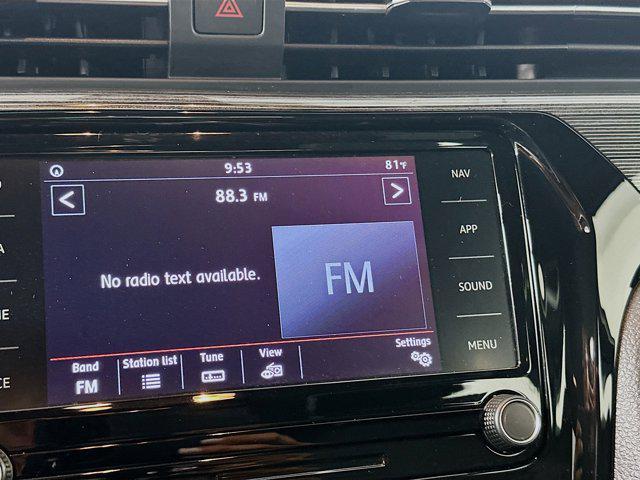 9:53 81°F
< 88.3 FM >
No radio text available.
FM
Settings
Band Station list Tune View
FM
NAV
APP
SOUND
MENU